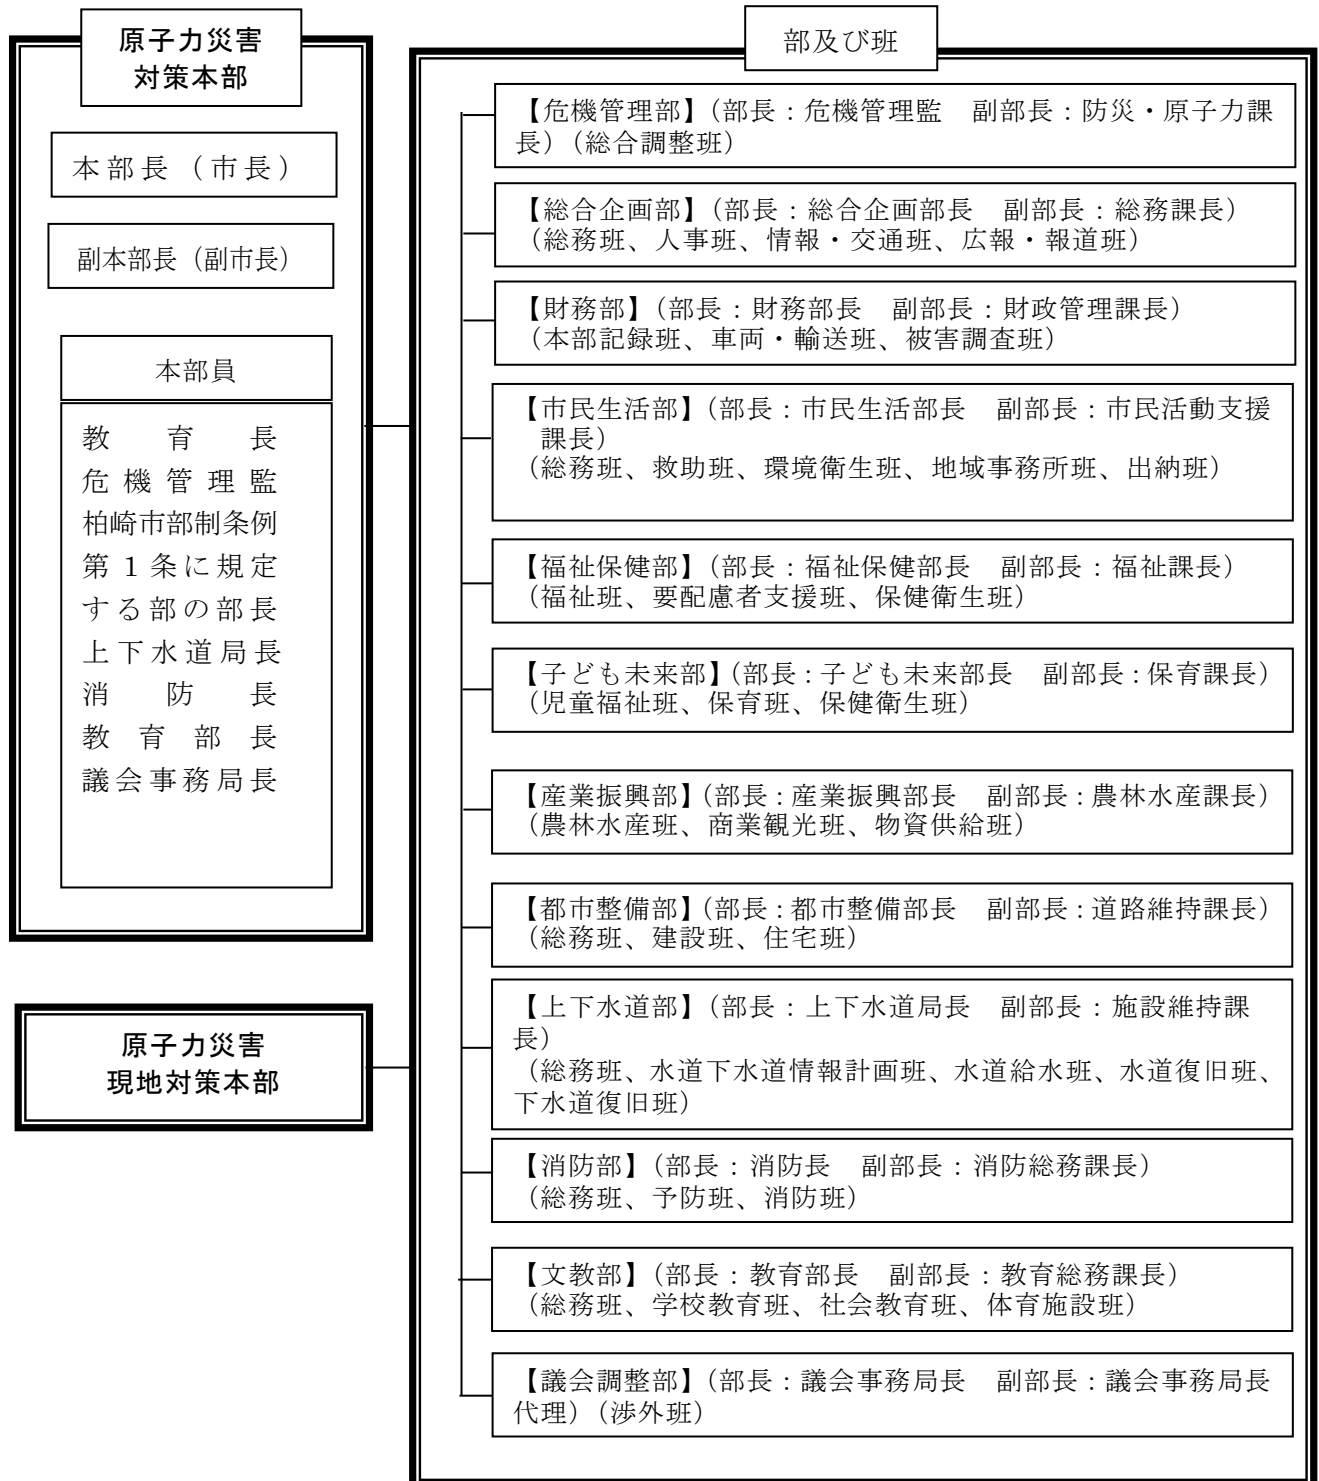 原子力災害
対策本部
本部長（市長）
副本部長（副市長）
本部員
教育長
危機管理監
柏崎市部制条例
第１条に規定
する部の部長
上下水道局長
消防長
教育部長
議会事務局長
原子力災害
現地対策本部
部及び班
【危機管理部】（部長：危機管理監　副部長：防災・原子力課
長）（総合調整班）
【総合企画部】（部長：総合企画部長　副部長：総務課長）
（総務班、人事班、情報・交通班、広報・報道班）
【財務部】（部長：財務部長　副部長：財政管理課長）
（本部記録班、車両・輸送班、被害調査班）
【市民生活部】（部長：市民生活部長　副部長：市民活動支援
課長）
（総務班、救助班、環境衛生班、地域事務所班、出納班）
【福祉保健部】（部長：福祉保健部長　副部長：福祉課長）
（福祉班、要配慮者支援班、保健衛生班）
【子ども未来部】（部長：子ども未来部長　副部長：保育課長）
（児童福祉班、保育班、保健衛生班）
【産業振興部】（部長：産業振興部長　副部長：農林水産課長）
（農林水産班、商業観光班、物資供給班）
【都市整備部】（部長：都市整備部長　副部長：道路維持課長）
（総務班、建設班、住宅班）
【上下水道部】（部長：上下水道局長　副部長：施設維持課
長）
（総務班、水道下水道情報計画班、水道給水班、水道復旧班、
下水道復旧班）
【消防部】（部長：消防長　副部長：消防総務課長）
（総務班、予防班、消防班）
【文教部】（部長：教育部長　副部長：教育総務課長）
（総務班、学校教育班、社会教育班、体育施設班）
【議会調整部】（部長：議会事務局長　副部長：議会事務局長
代理）（渉外班）